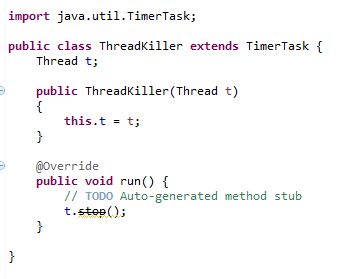 import java.util.TimerTask;
public class ThreadKiller extends TimerTask {
Thread t;
public ThreadKiller(Thread t)
{
this.t = t;
}
@Override
public void run() {
// TODO Auto-generated method stub
t.stop();
}
}